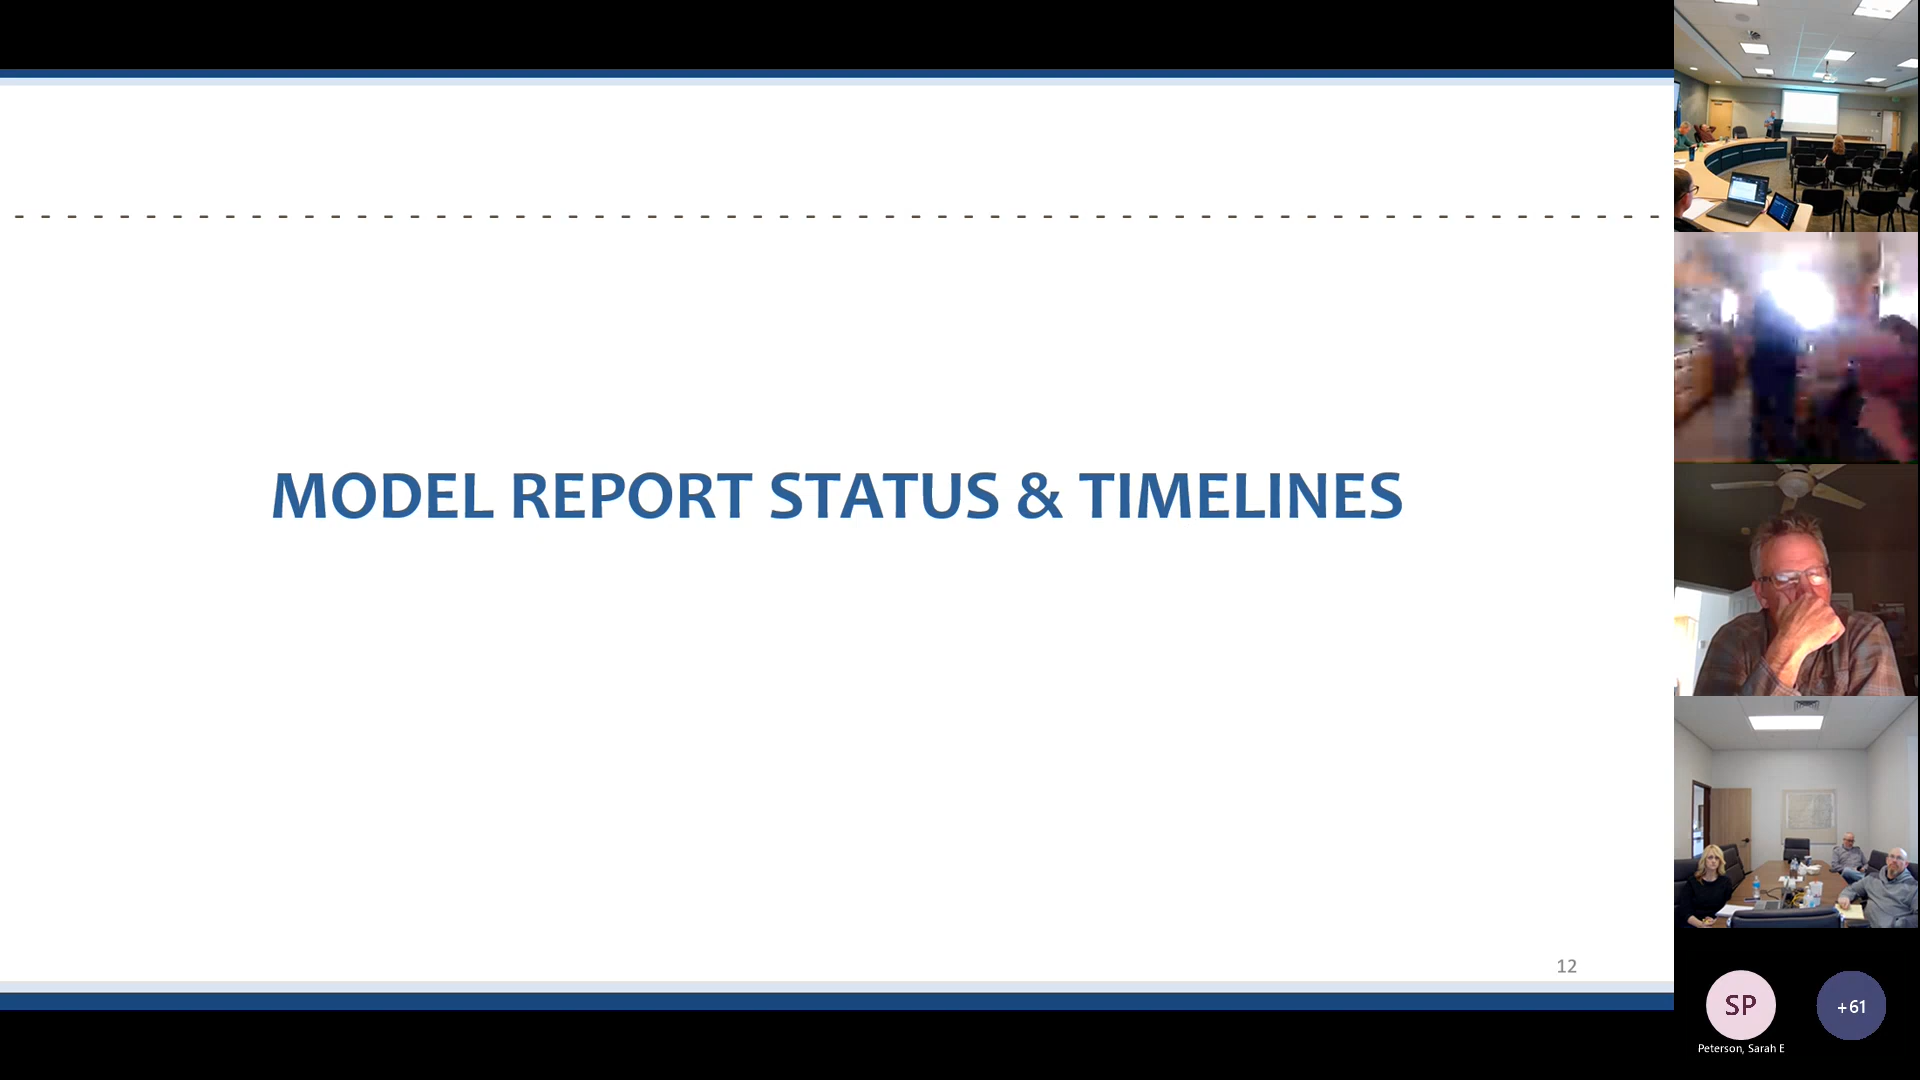 MODEL REPORT STATUS & TIMELINES
12
SP
+61
Peterson, Sarah E